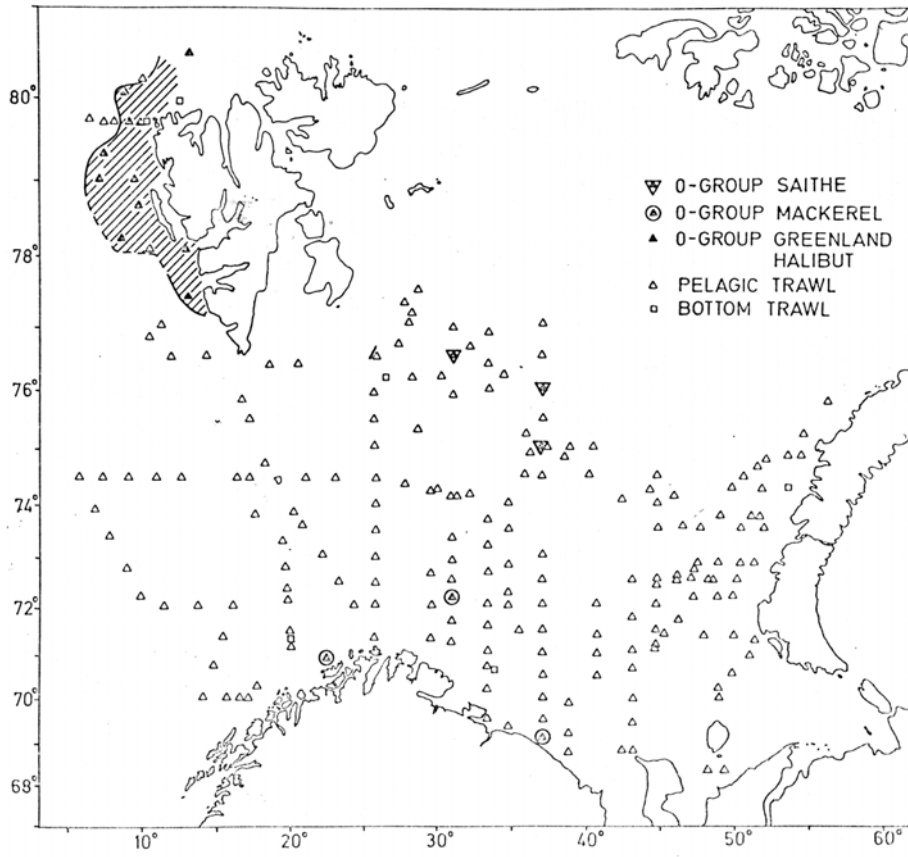 80°
78°
76°
74°
72°
70°
69°
10°
20°
30°
40°
50°
60°
0-GROUP SAITHE
0-GROUP MACKEREL
0-GROUP GREENLAND
HALIBUT
PELAGIC TRAWL
BOTTOM TRAWL